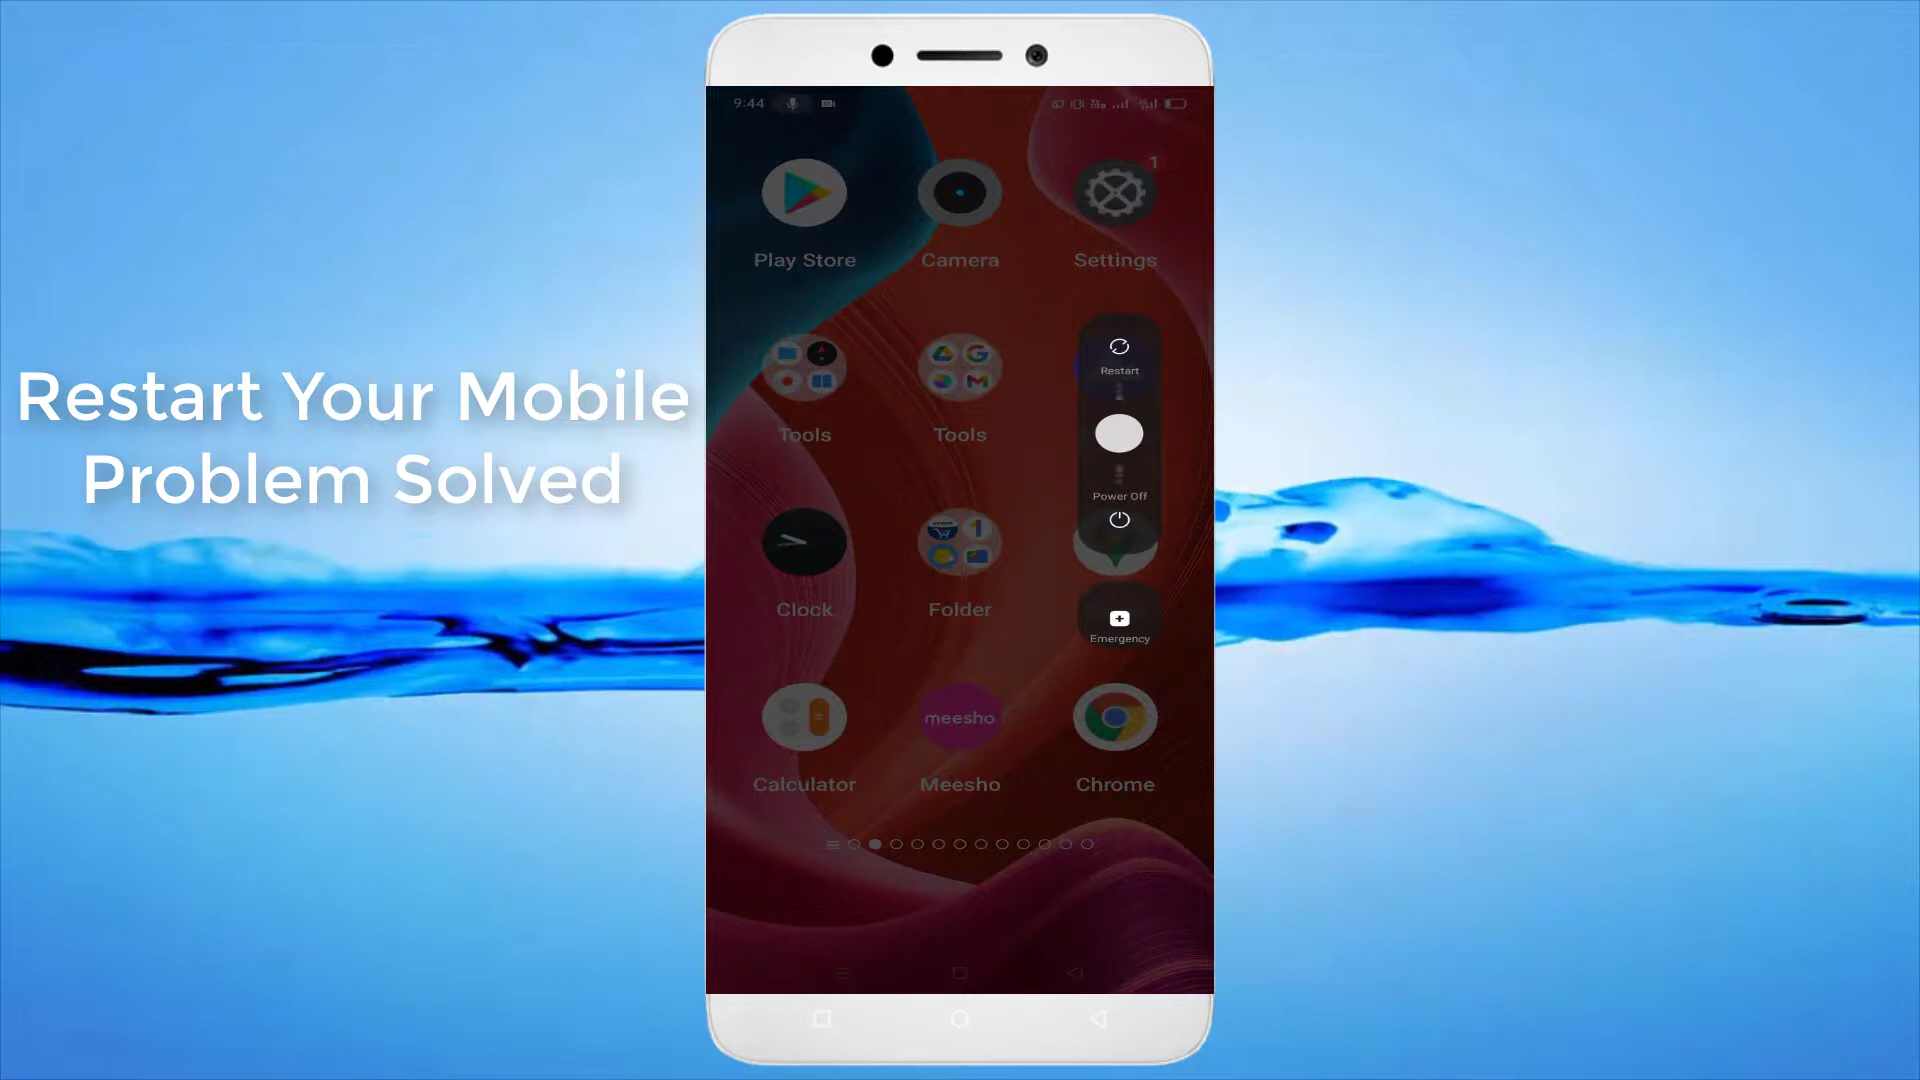 Restart Your Mobile
Problem Solved
9:44
1
Play Store
Camera
Settings
Restart
Tools
Tools
Power Off
Clock
Folder
Emergency
meesho
Calculator
Meesho
Chrome